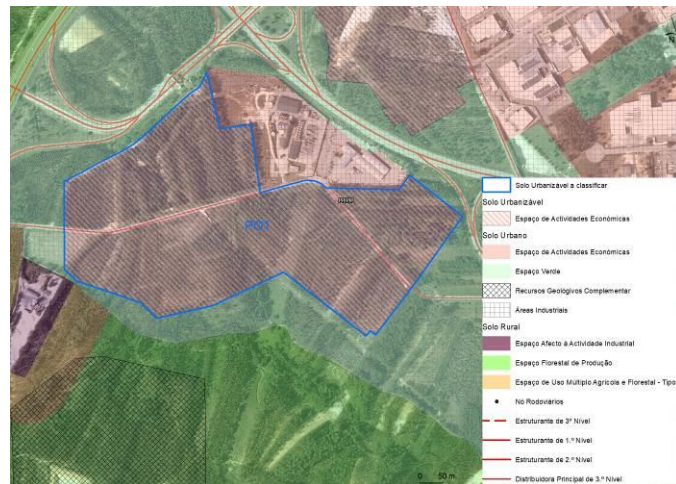 Solo Urbanizável a classificar
Solo Urbanizável
Espaço de Actividades Económicas
Solo Urbano
Espaço de Actividades Económicas
Espaço Verde
Recursos Geológicos Complementar
Áreas Industriais
Solo Rural
Espaço Afecto à Actividade Industrial
Espaço Florestal de Produção
Espaço de Uso Múltiplo Agrícola e Florestal - Tipo
Nó Rodoviários
Estruturante de 3º Nível
Estruturante de 1.º Nível
Estruturante de 2.º Nível
Distribuidora Principal de 3.º Nível
0 50 m